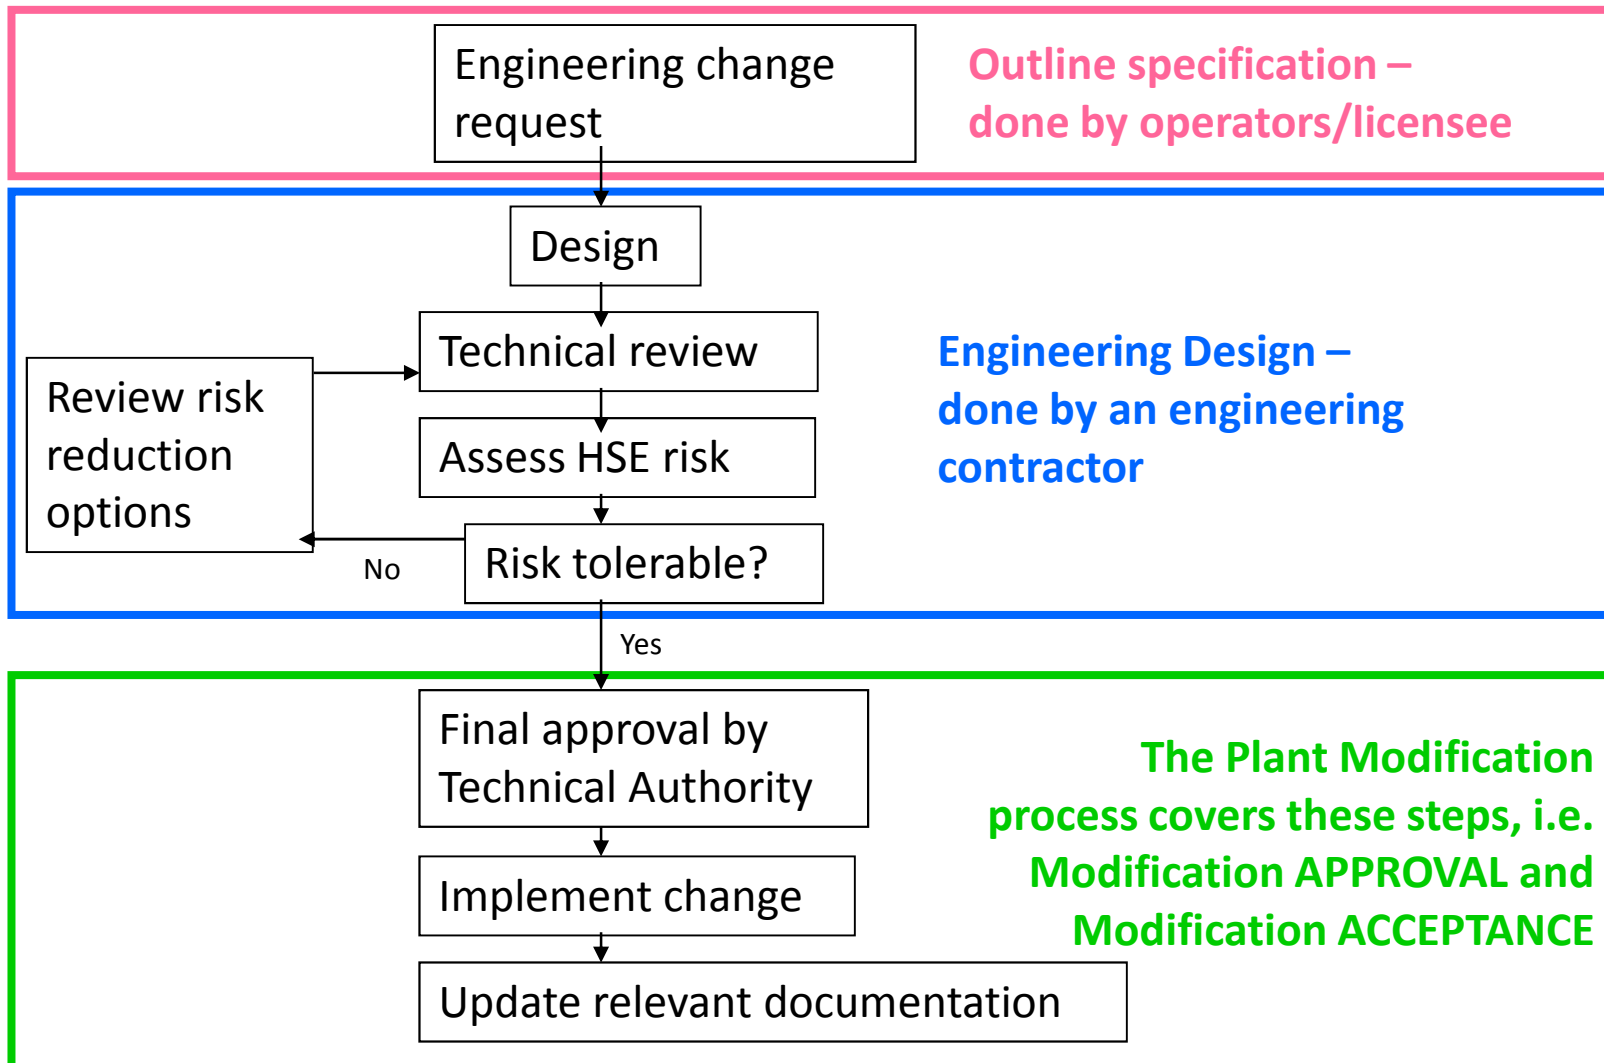 Engineering change
request
Outline specification –
done by operators/licensee
Design
Technical review
Review risk
reduction
options
Assess HSE risk
Engineering Design –
done by an engineering
contractor
Risk tolerable?
No
Yes
Final approval by
Technical Authority
Implement change
Update relevant documentation
The Plant Modification
process covers these steps, i.e.
Modification APPROVAL and
Modification ACCEPTANCE